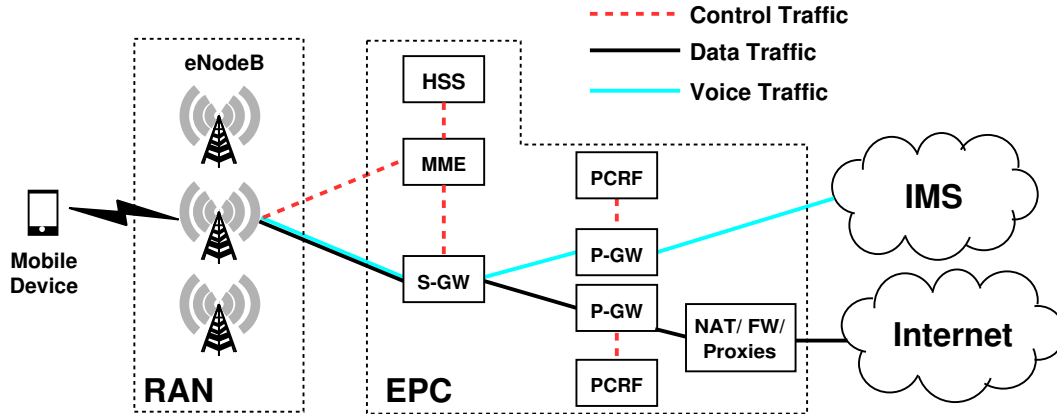 Control Traffic
Data Traffic
Voice Traffic
eNodeB
HSS
MME
PCRF
IMS
Mobile
Device
S-GW
P-GW
P-GW
NAT/ FW/
Proxies
Internet
PCRF
RAN
EPC